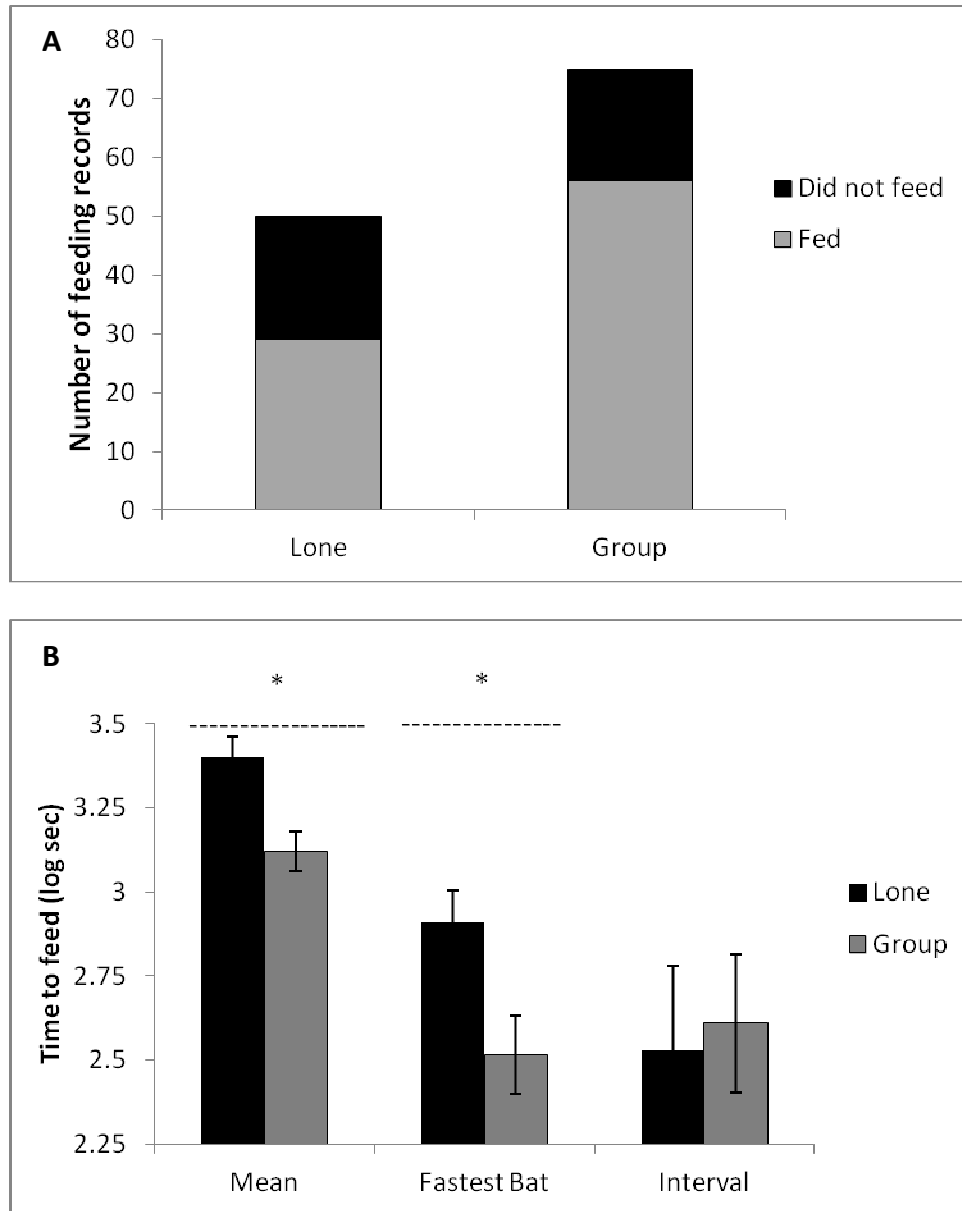 A
80
70
60
50
40
30
20
10
0
Number of feeding records
Lone
Group
Did not feed
Fed
B
*
*
3.5
3.25
3
2.75
2.5
2.25
Time to feed (log sec)
Mean
Fastest Bat
Interval
Lone
Group